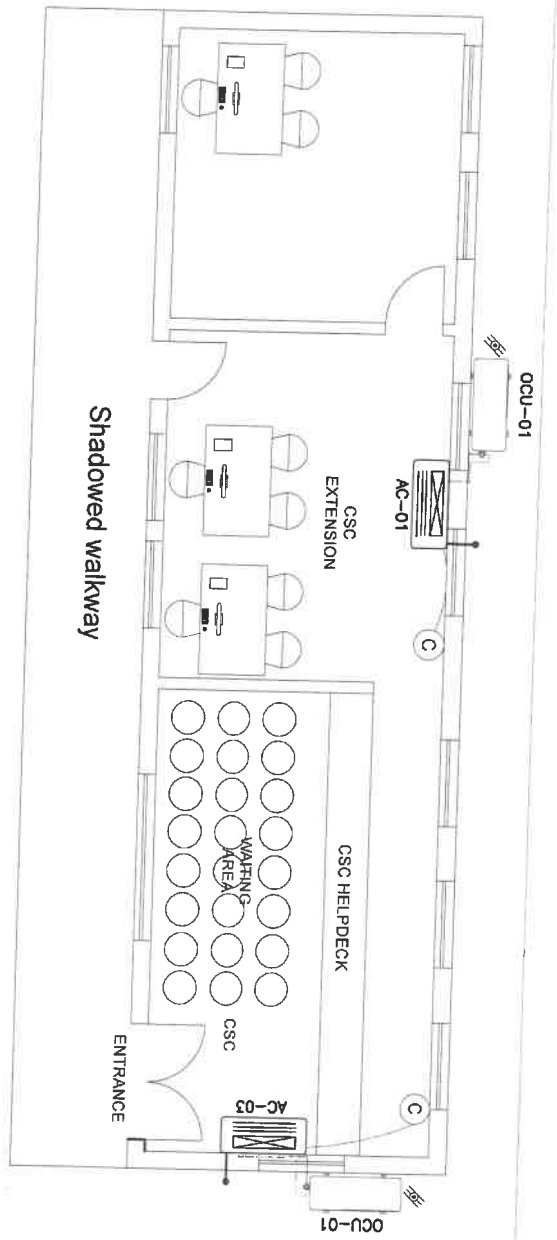 OCU-01
AC-01
CSC
EXTENSION
C
Shadowed walkway
CSC HELPDECK
WAITING
AREA
CSC
ENTRANCE
C
AC-03
OCU-01